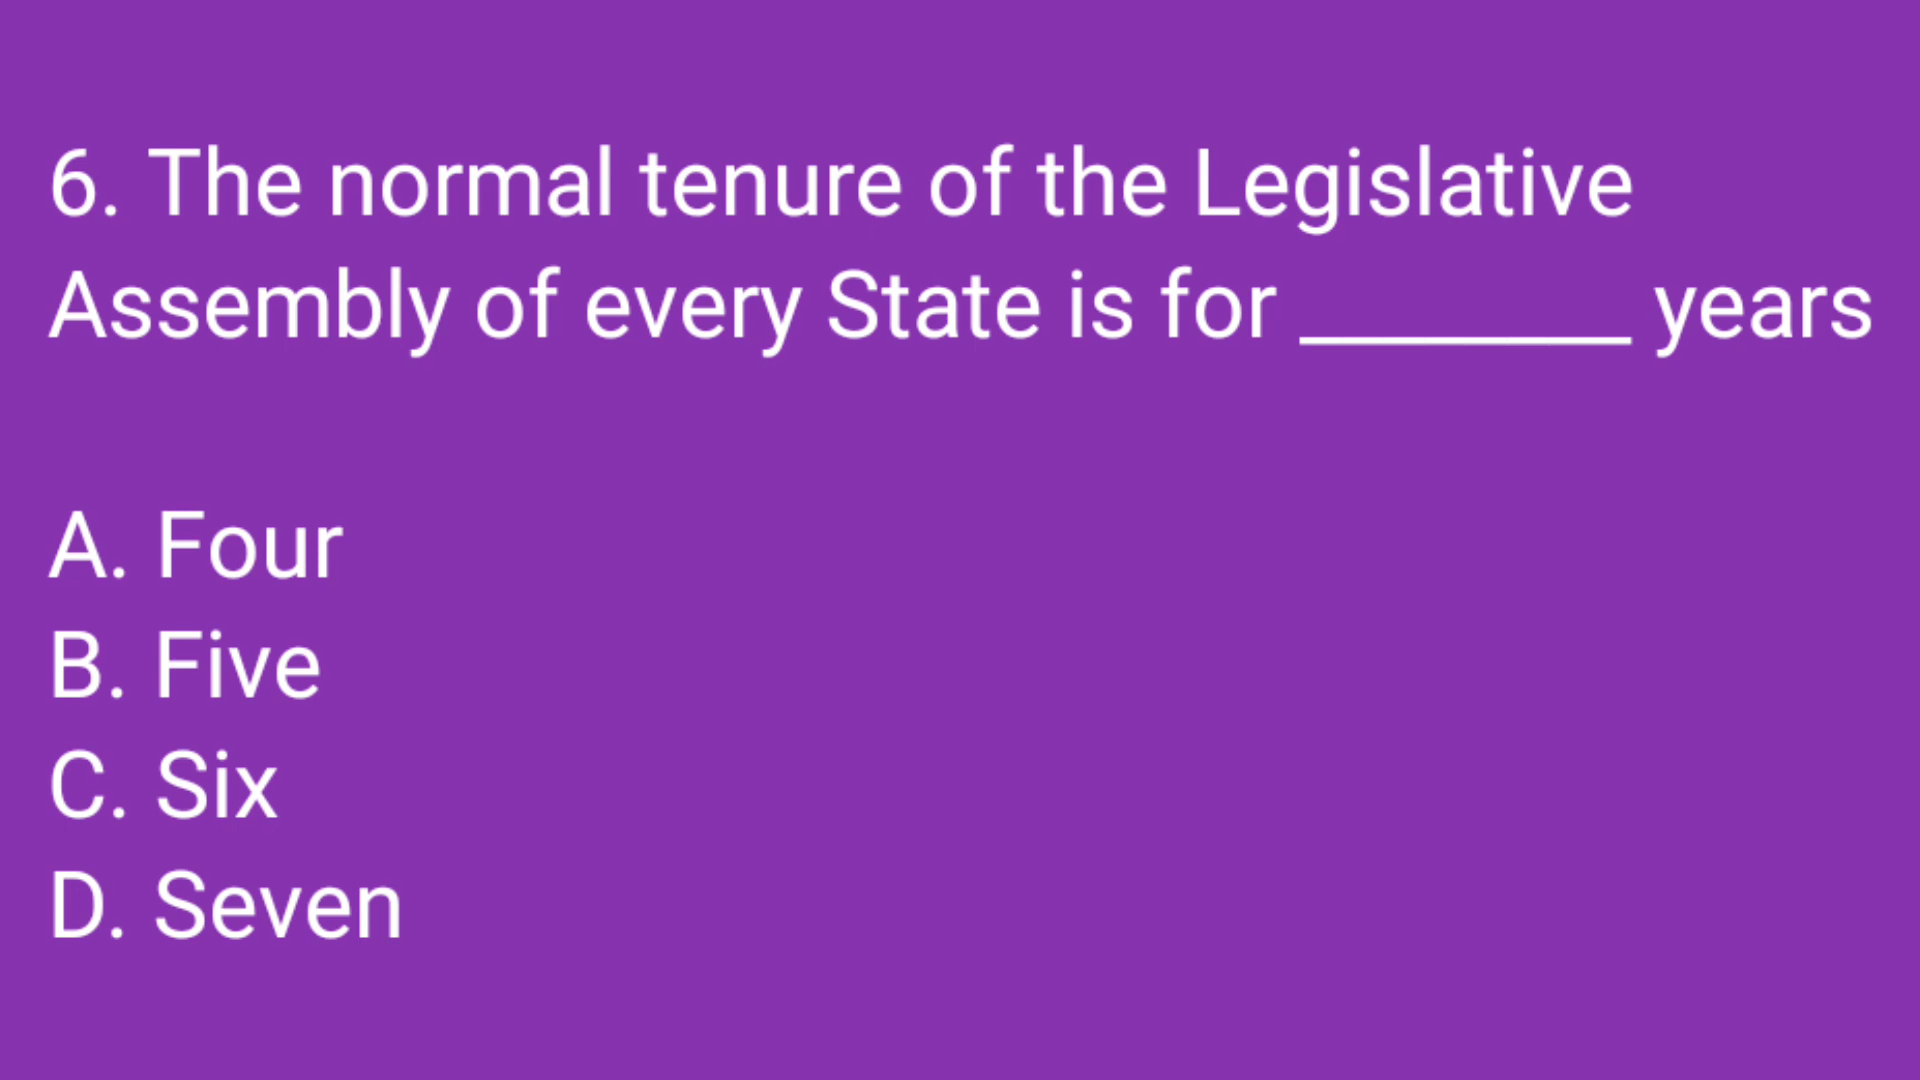 6. The normal tenure of the Legislative
Assembly of every State is for ________ years
A. Four
B. Five
C. Six
D. Seven